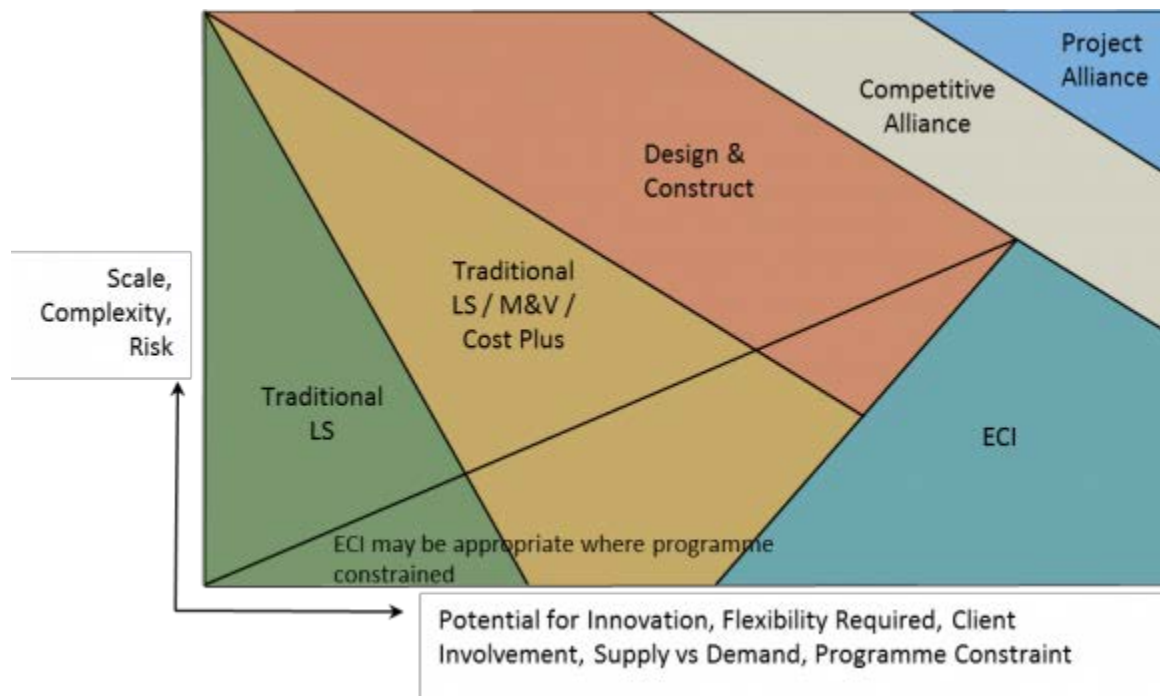 Project
Alliance
Competitive
Alliance
Design &
Construct
Traditional
LS / M&V /
Cost Plus
Scale,
Complexity,
Risk
Traditional
LS
ECI
ECI may be appropriate where programme
constrained
Potential for Innovation, Flexibility Required, Client
Involvement, Supply vs Demand, Programme Constraint